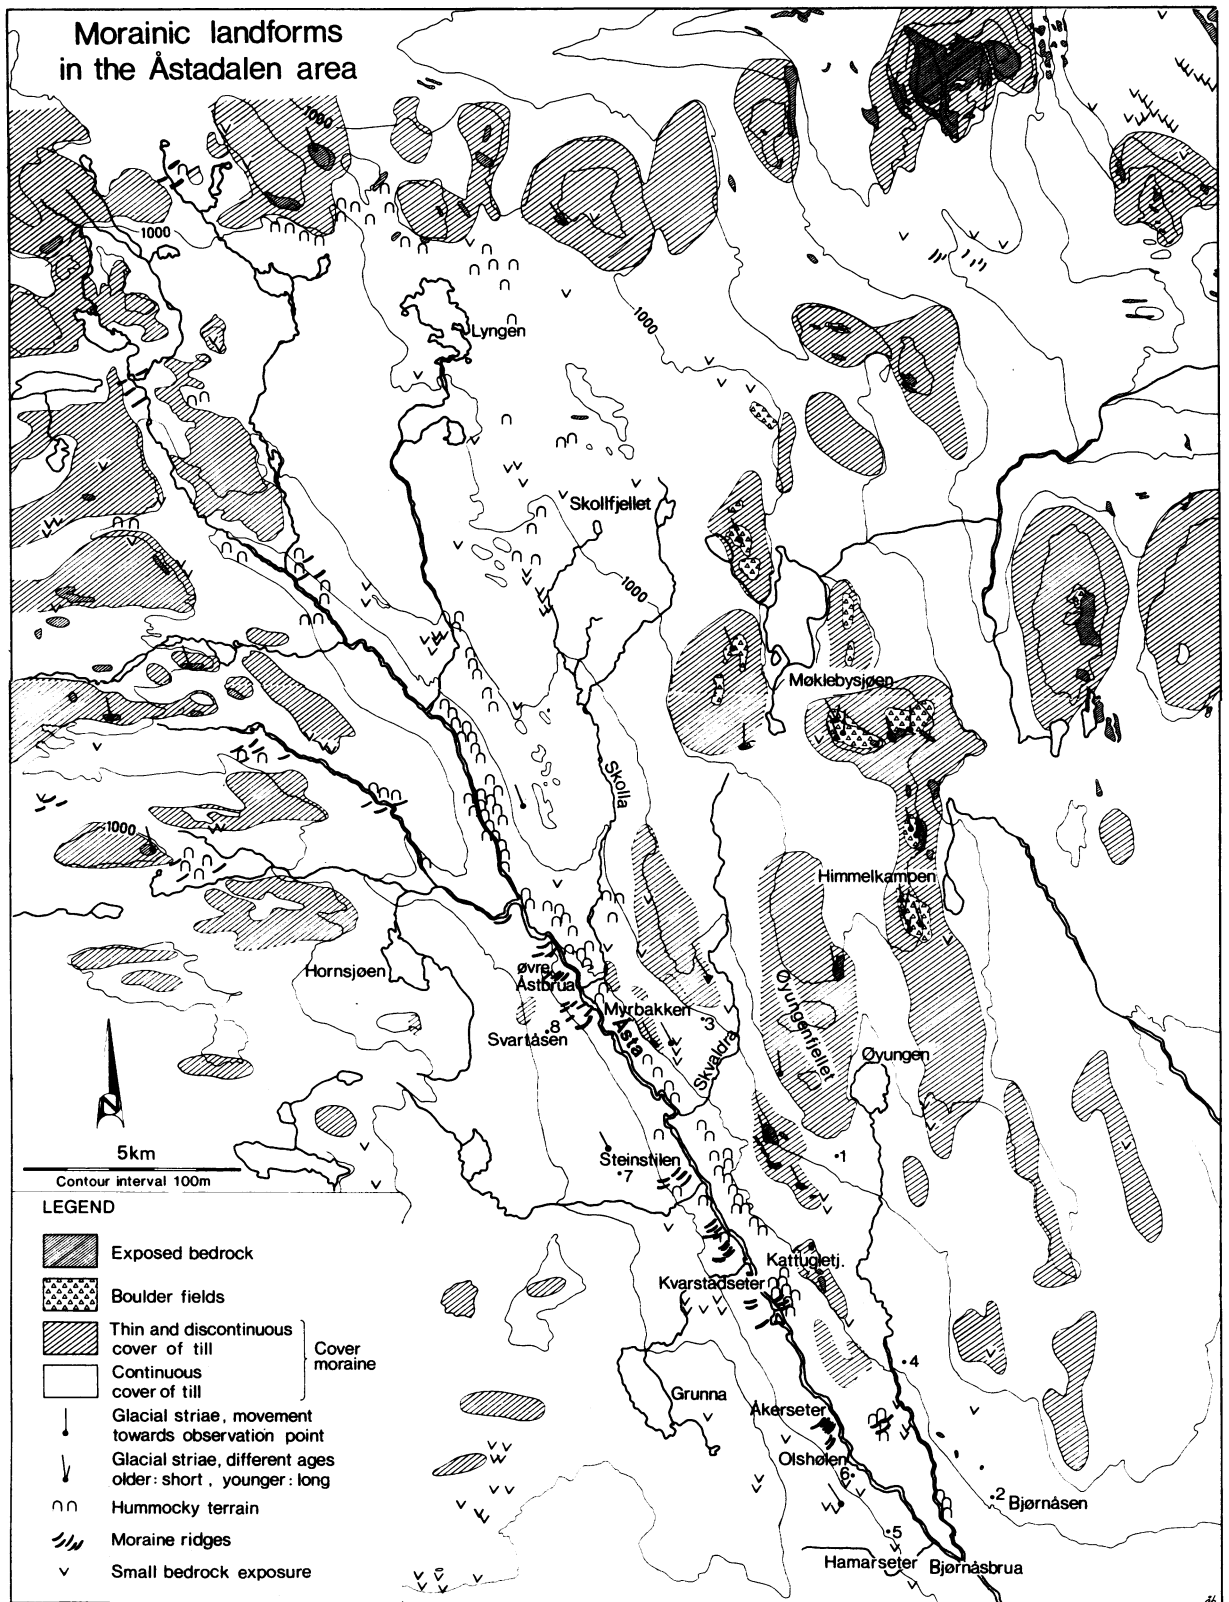 Morainic landforms
in the Åstadalen area
1000
1000
Lyngen
1000
Skollfjellet
1000
Møklebysjøen
Skolla
1000
Himmelkampen
Hornsjøen
øvre
Åstbrua
Myrbakken
3
Svartåsen
8
Åsta
Skvaldra
Øyungenfjellet
Øyungen
N
5km
Contour interval 100m
Steinstilen
7
1
LEGEND
Exposed bedrock
Boulder fields
Thin and discontinuous
cover of till
Continuous
cover of till
Cover
moraine
Glacial striae, movement
towards observation point
Glacial striae, different ages
older: short, younger: long
Hummocky terrain
Moraine ridges
Small bedrock exposure
Kattugletj.
Kvarstadseter
4
Grunna
Åkerseter
Olshølen
6
2
Bjørnåsen
5
Hamarseter
Bjørnåsbrua